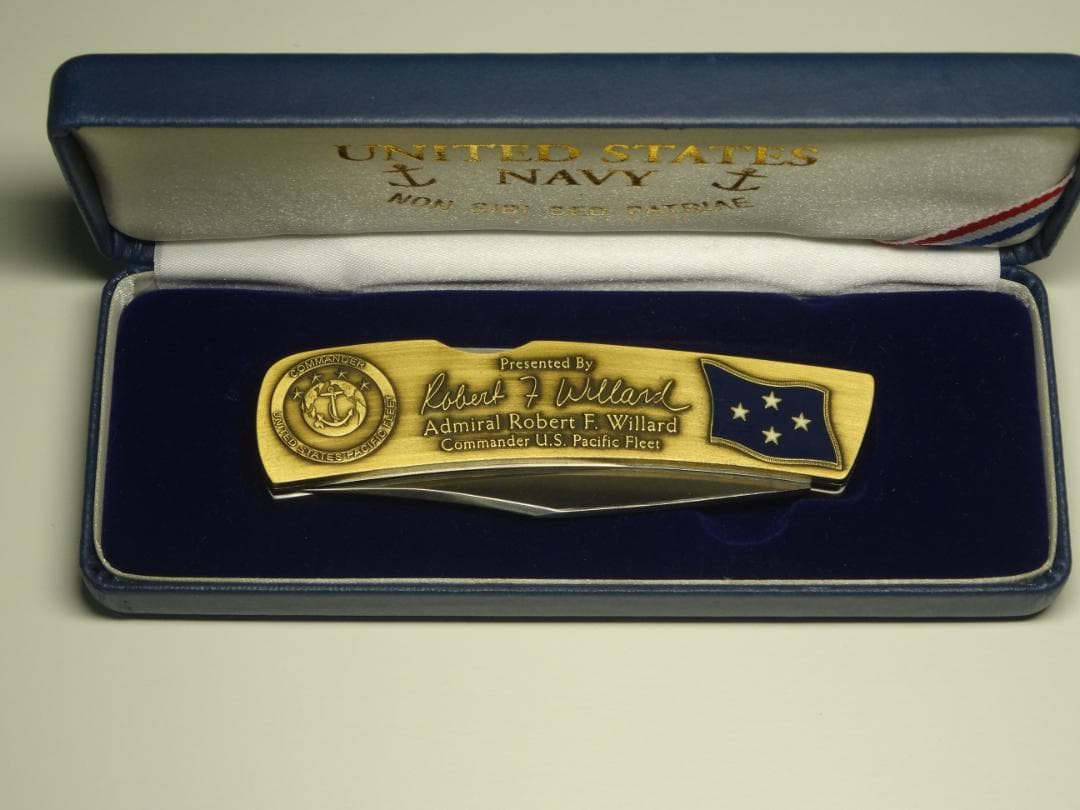 UNITED STATES
NAVY
NON SIBI SED PATRIAE
COMMANDER
UNITED STATES PACIFIC FLEET
Presented By
Robert F Willard
Admiral Robert F. Willard
Commander U.S. Pacific Fleet